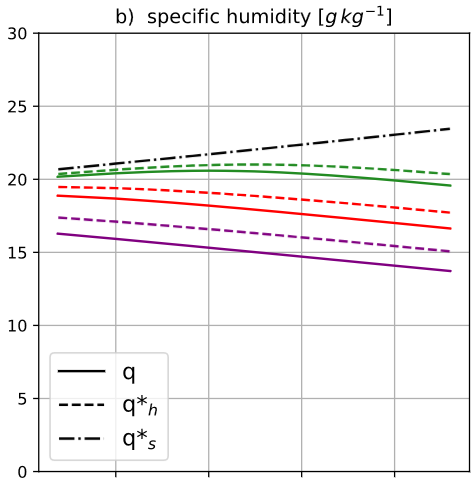 b) specific humidity [g kg⁻¹]
30
25
20
15
10
5
0
q
q*ₕ
q*ₛ